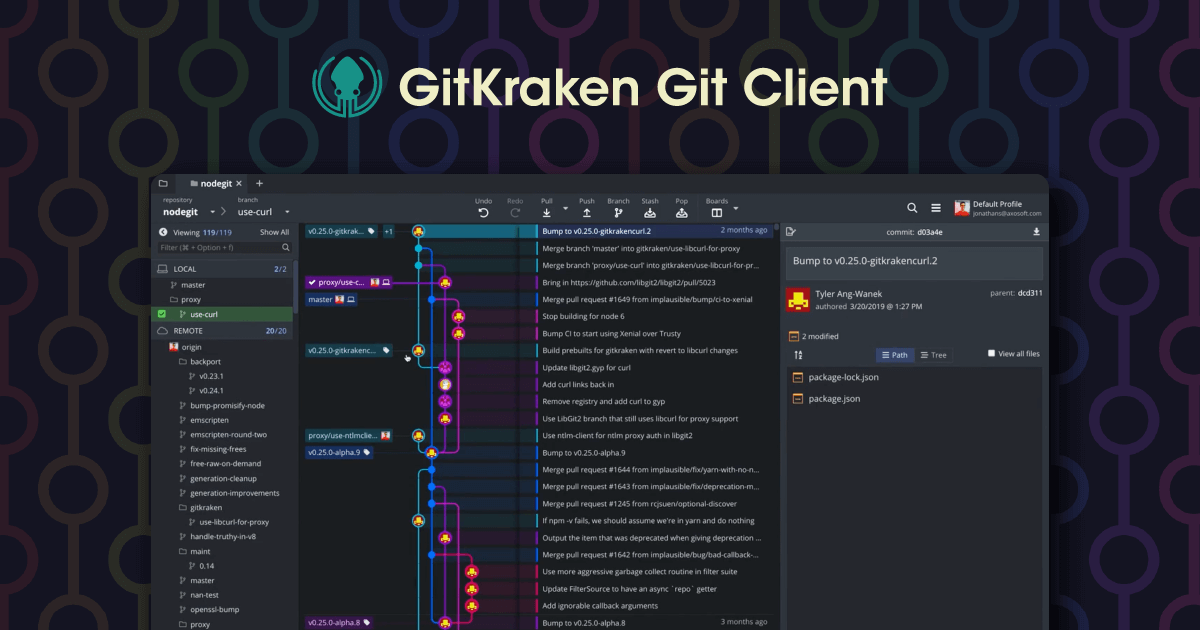 GitKraken Git Client
nodegit
repository
nodegit
branch
use-curl
Undo
Redo
Pull
Push
Branch
Stash
Pop
Boards
Default Profile
jonathans@axosoft.com
Viewing 119/119
Show All
Filter (⌘ + Option + f)
LOCAL 2/2
master
proxy
use-curl
REMOTE 20/20
origin
backport
v0.23.1
v0.24.1
bump-promisify-node
emscripten
emscripten-round-two
fix-missing-frees
free-raw-on-demand
generation-cleanup
generation-improvements
gitkraken
use-libcurl-for-proxy
handle-truthy-in-v8
maint
0.14
master
nan-test
openssl-bump
proxy
v0.25.0-gitkrak... +1
Bump to v0.25.0-gitkrakencurl.2 2 months ago
Merge branch 'master' into gitkraken/use-libcurl-for-proxy
Merge branch 'proxy/use-curl' into gitkraken/use-libcurl-for-pr...
proxy/use-c...
Bring in https://github.com/libgit2/libgit2/pull/5023
master
Merge pull request #1649 from implausible/bump/ci-to-xenial
Stop building for node 6
Bump CI to start using Xenial over Trusty
v0.25.0-gitkrakenc...
Build prebuilts for gitkraken with revert to libcurl changes
Update libgit2.gyp for curl
Add curl links back in
Remove registry and add curl to gyp
Use LibGit2 branch that still uses libcurl for proxy support
proxy/use-ntlmclie...
Use ntlm-client for ntlm proxy auth in libgit2
v0.25.0-alpha.9
Bump to v0.25.0-alpha.9
Merge pull request #1644 from implausible/fix/yarn-with-no-n...
Merge pull request #1643 from implausible/fix/deprecation-m...
Merge pull request #1245 from rcjsuen/optional-discover
If npm -v fails, we should assume we're in yarn and do nothing
Output the item that was deprecated when giving deprecation ...
Merge pull request #1642 from implausible/bug/bad-callback-...
Use more aggressive garbage collect routine in filter suite
Update FilterSource to have an async `repo` getter
Add ignorable callback arguments
v0.25.0-alpha.8
Bump to v0.25.0-alpha.8 3 months ago
commit: d03a4e
Bump to v0.25.0-gitkrakencurl.2
Tyler Ang-Wanek
authored 3/20/2019 @ 1:27 PM
parent: dcd311
2 modified
Path
Tree
View all files
package-lock.json
package.json